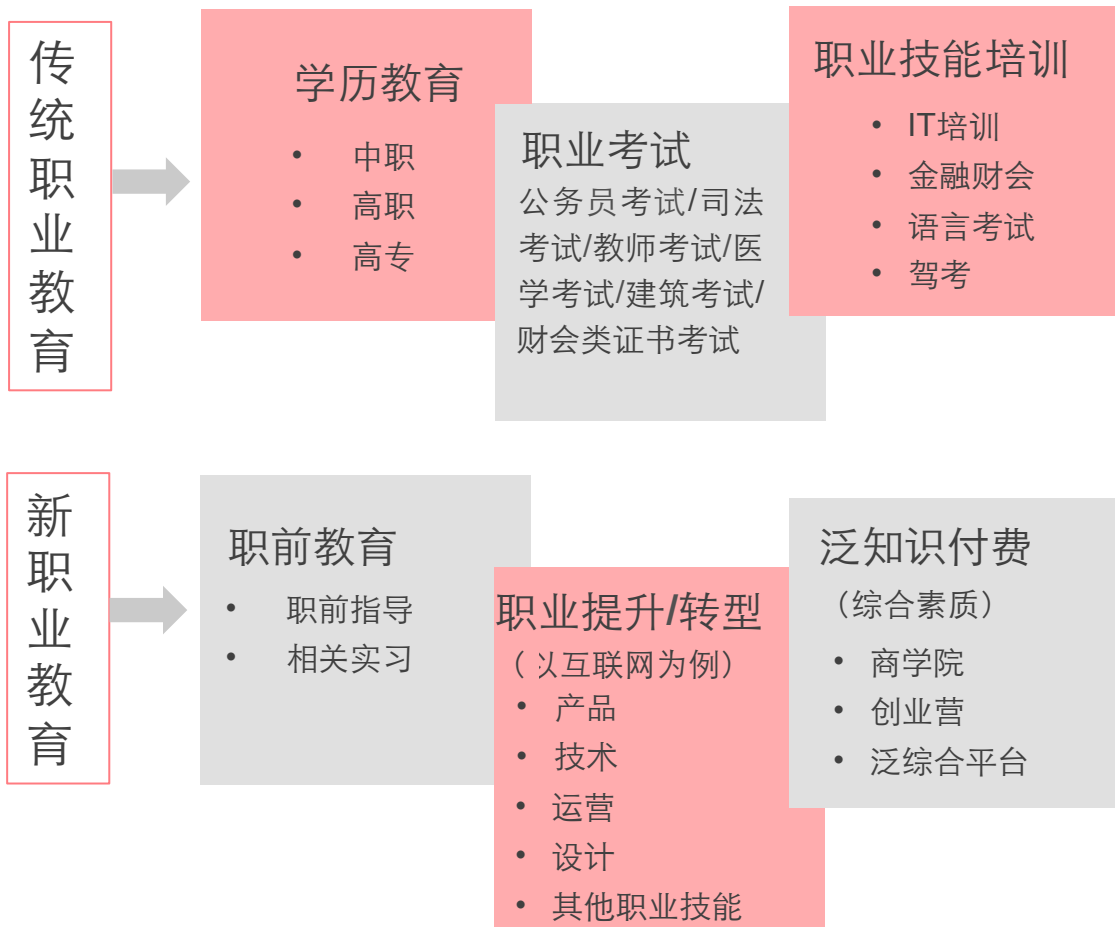 传统职业教育
学历教育
• 中职
• 高职
• 高专
职业考试
公务员考试/司法
考试/教师考试/医
学考试/建筑考试/
财会类证书考试
职业技能培训
• IT培训
• 金融财会
• 语言考试
• 驾考
新职业教育
职前教育
• 职前指导
• 相关实习
职业提升/转型
（以互联网为例）
• 产品
• 技术
• 运营
• 设计
• 其他职业技能
泛知识付费
（综合素质）
• 商学院
• 创业营
• 泛综合平台